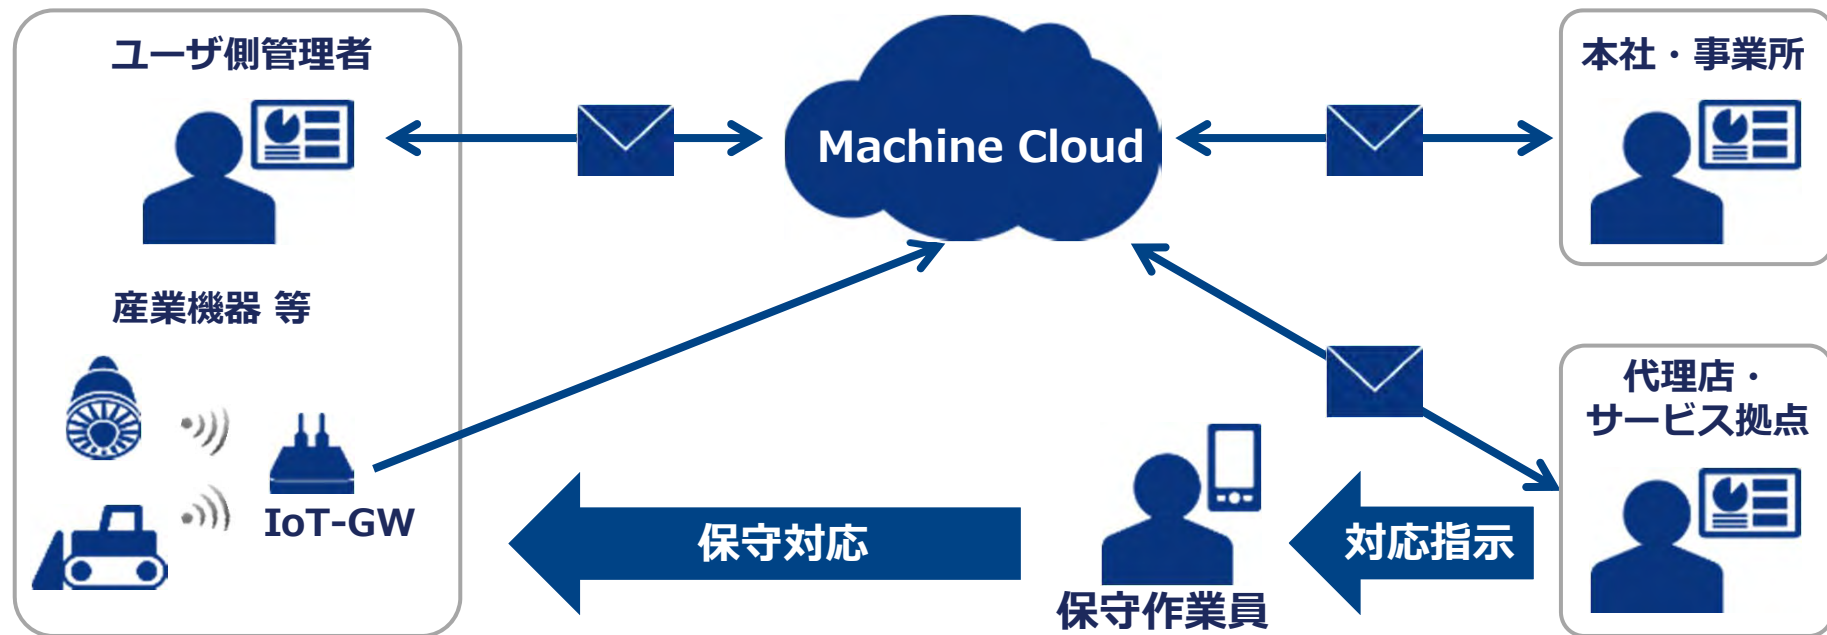 ユーザ側管理者
Machine Cloud
本社・事業所
産業機器 等
IoT-GW
代理店・
サービス拠点
対応指示
保守作業員
保守対応